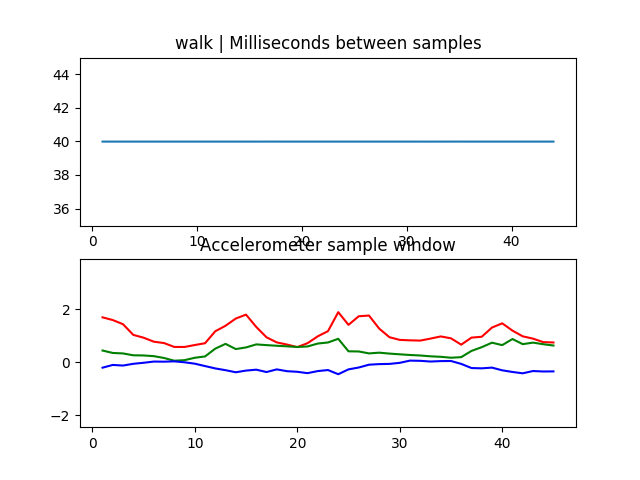 walk | Milliseconds between samples
44
42
40
38
36
0 10 20 30 40
Accelerometer sample window
2
0
−2
0 10 20 30 40